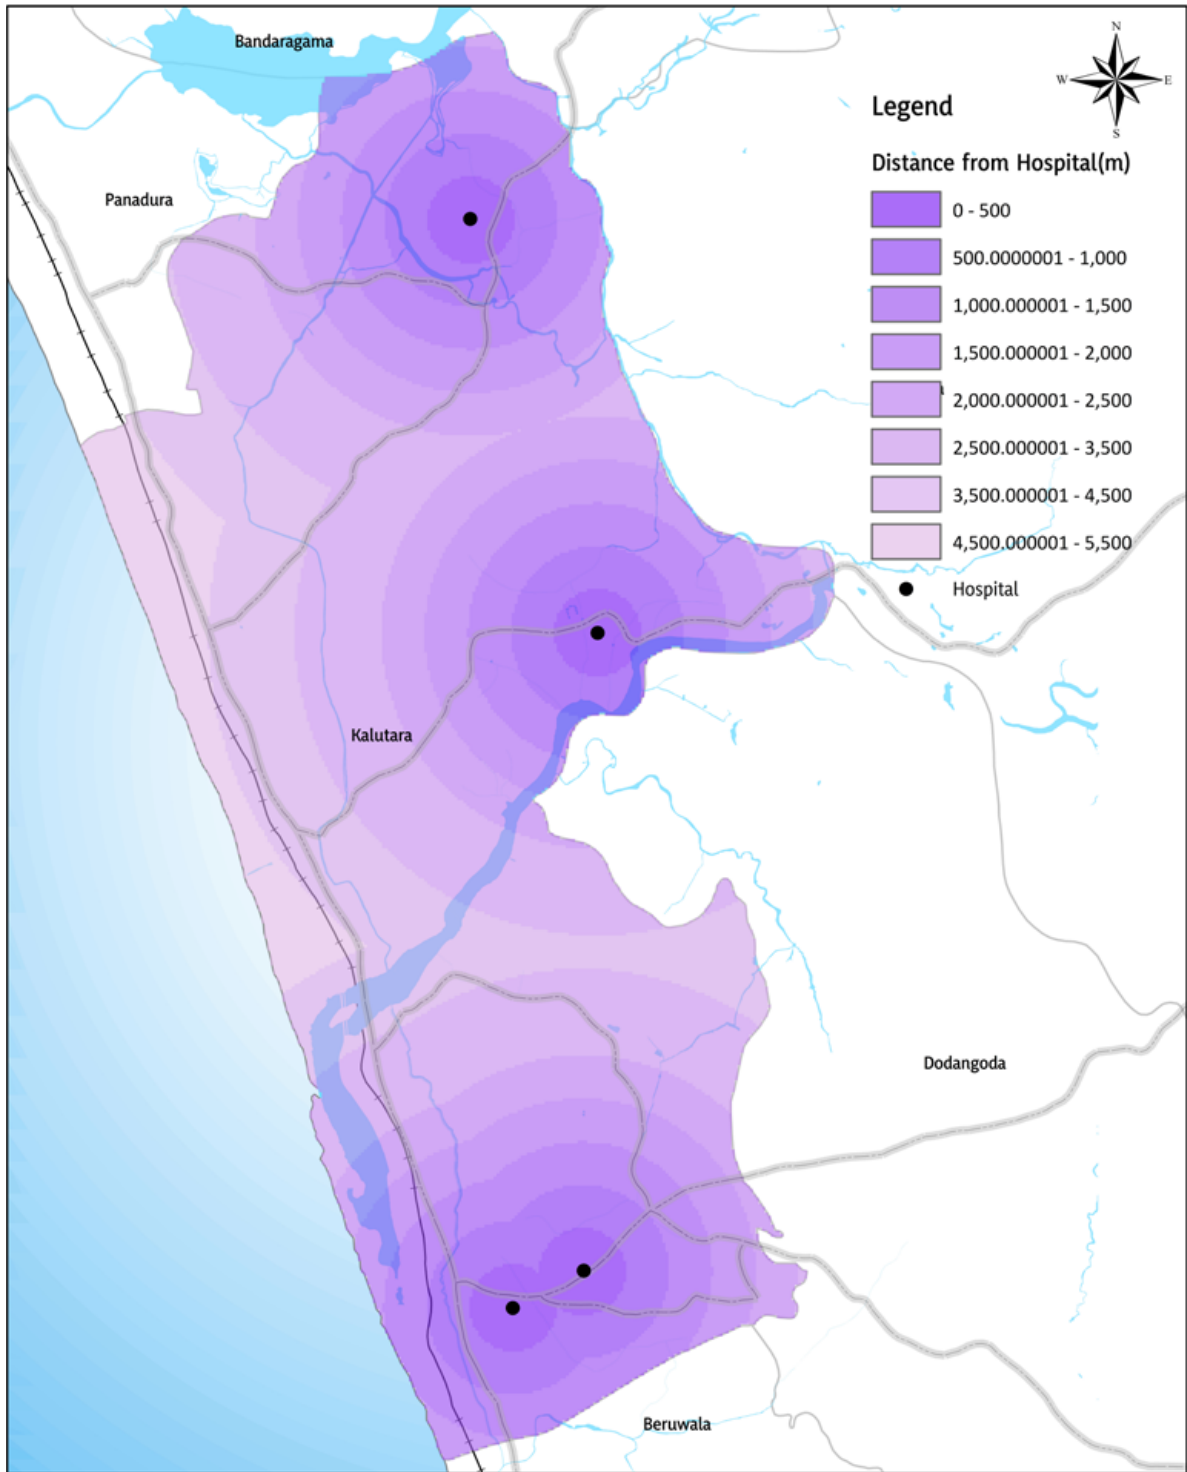 Bandaragama
N
W
E
S
Legend
Distance from Hospital(m)
Panadura
0 - 500
500.0000001 - 1,000
1,000.000001 - 1,500
1,500.000001 - 2,000
2,000.000001 - 2,500
2,500.000001 - 3,500
3,500.000001 - 4,500
4,500.000001 - 5,500
Hospital
Kalutara
Dodangoda
Beruwala